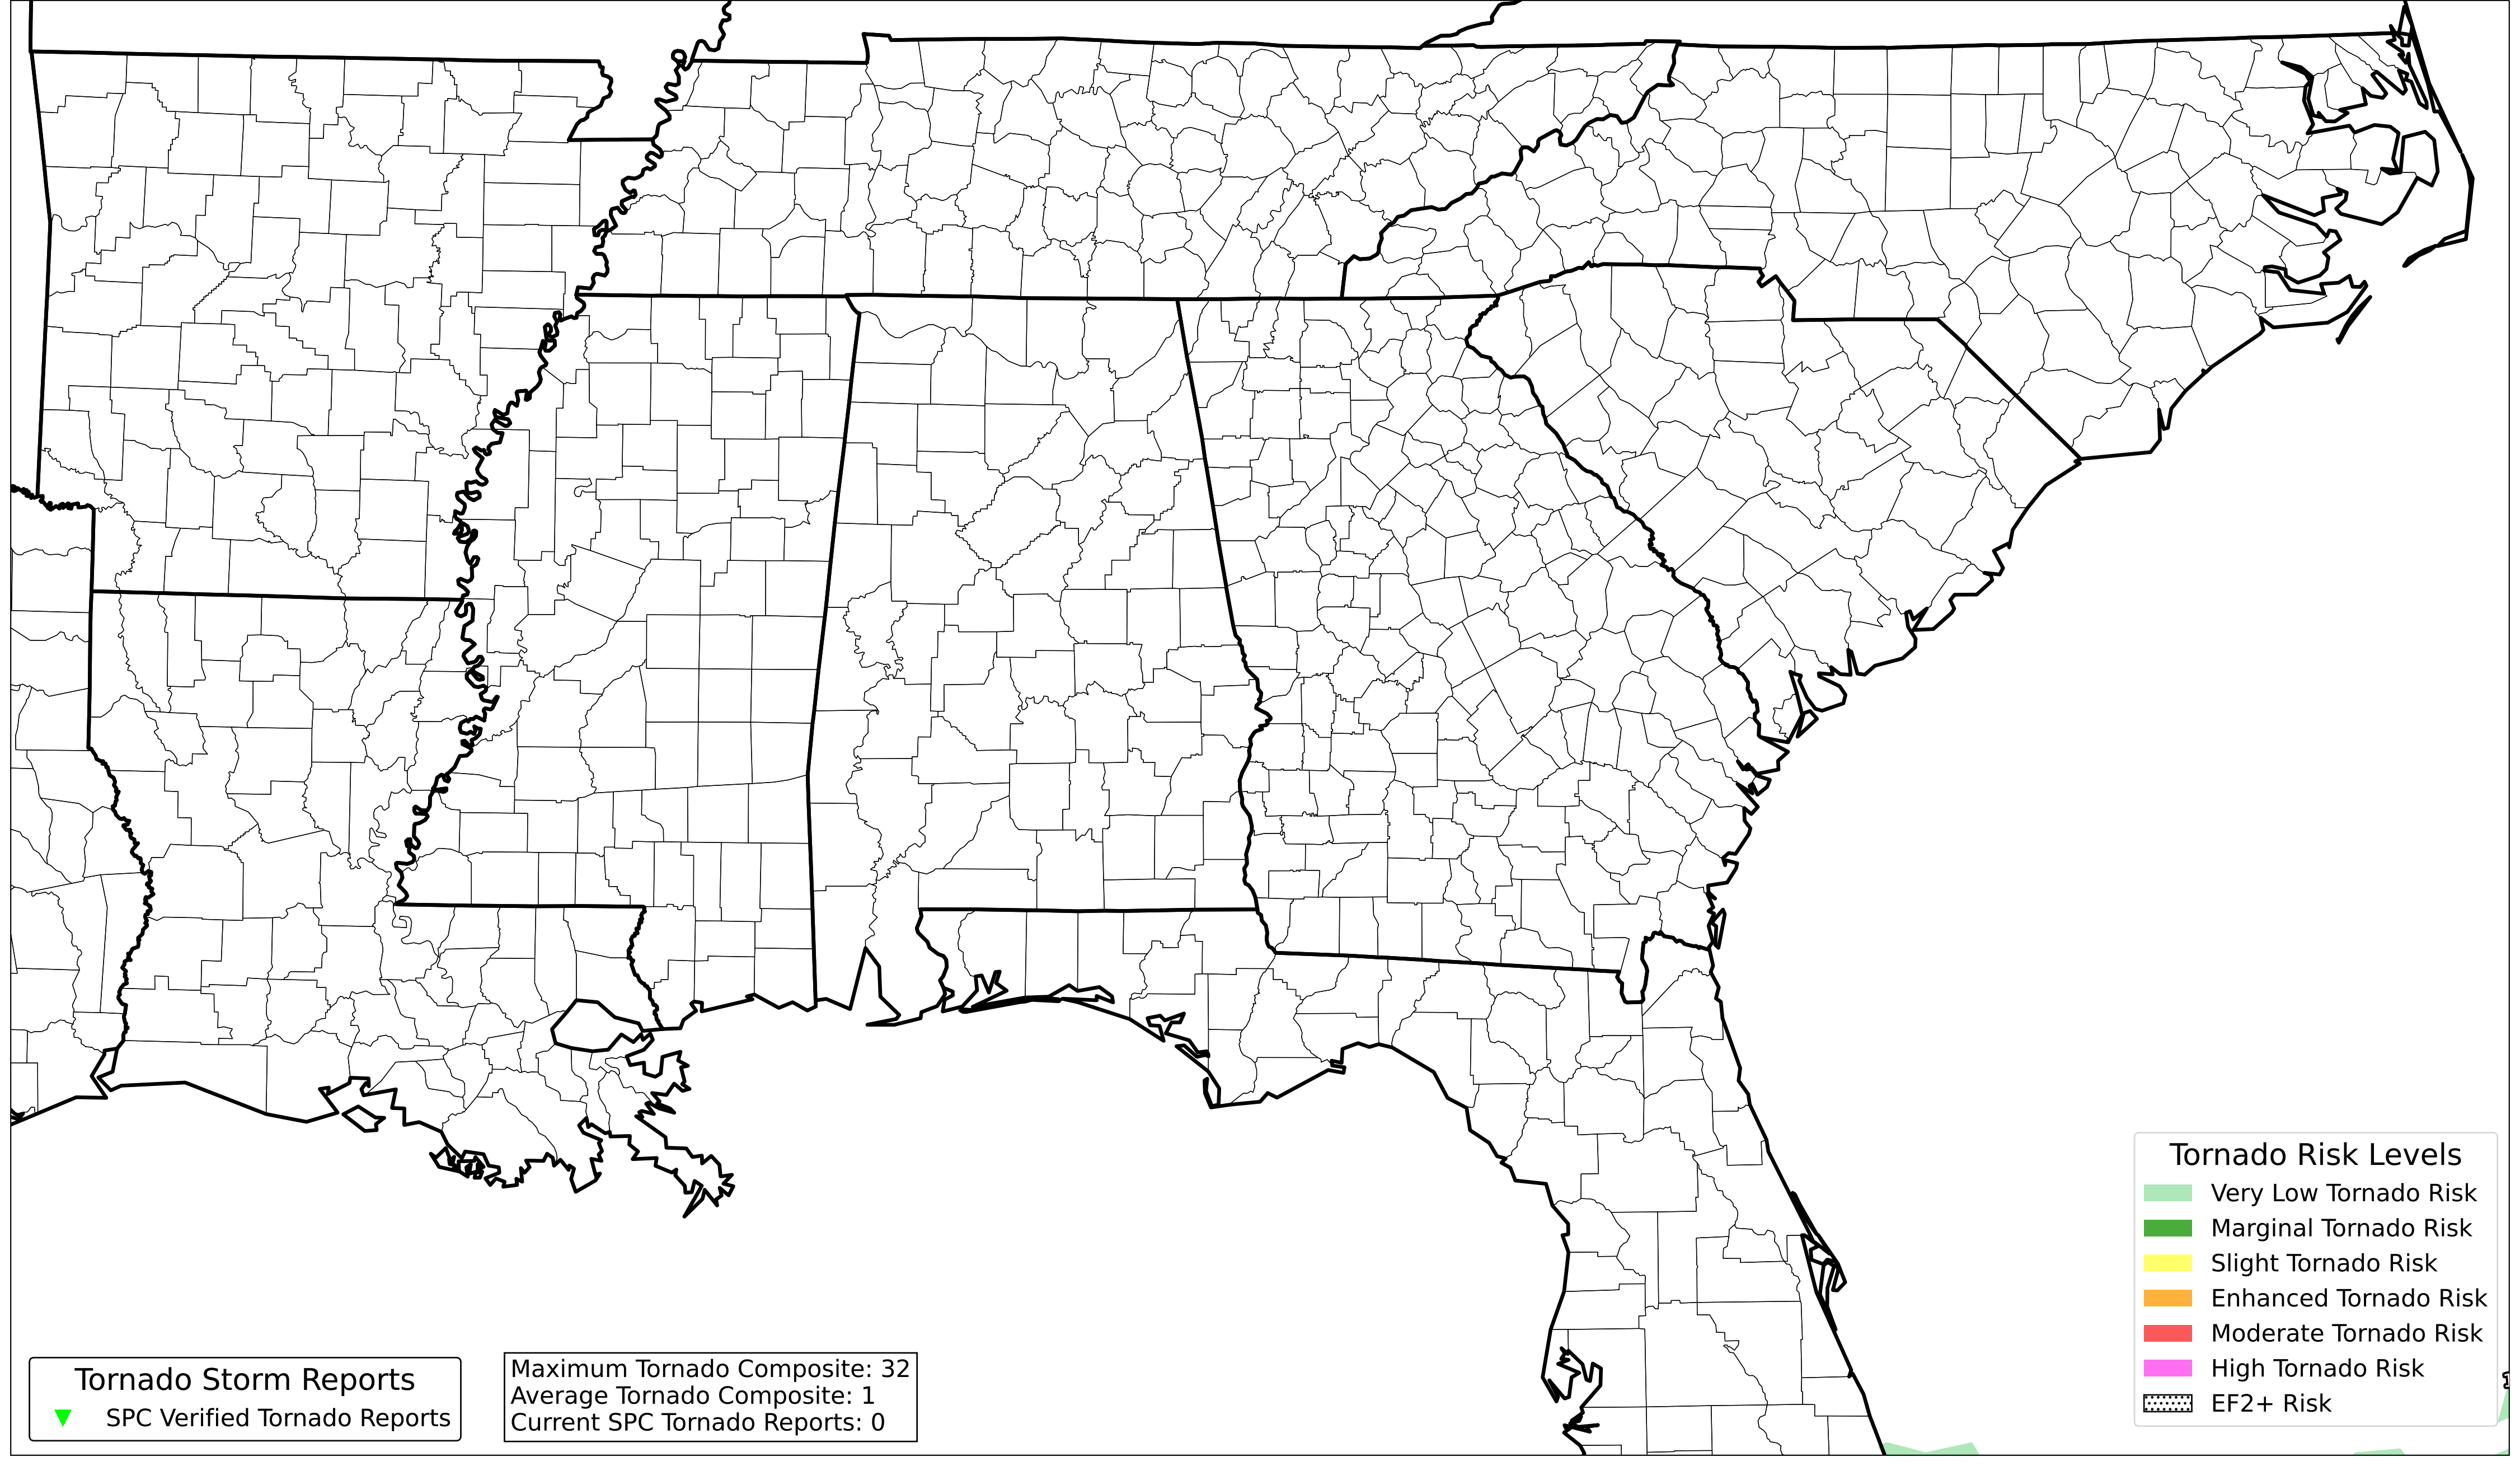 Tornado Risk Levels
Very Low Tornado Risk
Marginal Tornado Risk
Slight Tornado Risk
Enhanced Tornado Risk
Moderate Tornado Risk
High Tornado Risk
EF2+ Risk
Tornado Storm Reports
SPC Verified Tornado Reports
Maximum Tornado Composite: 32
Average Tornado Composite: 1
Current SPC Tornado Reports: 0